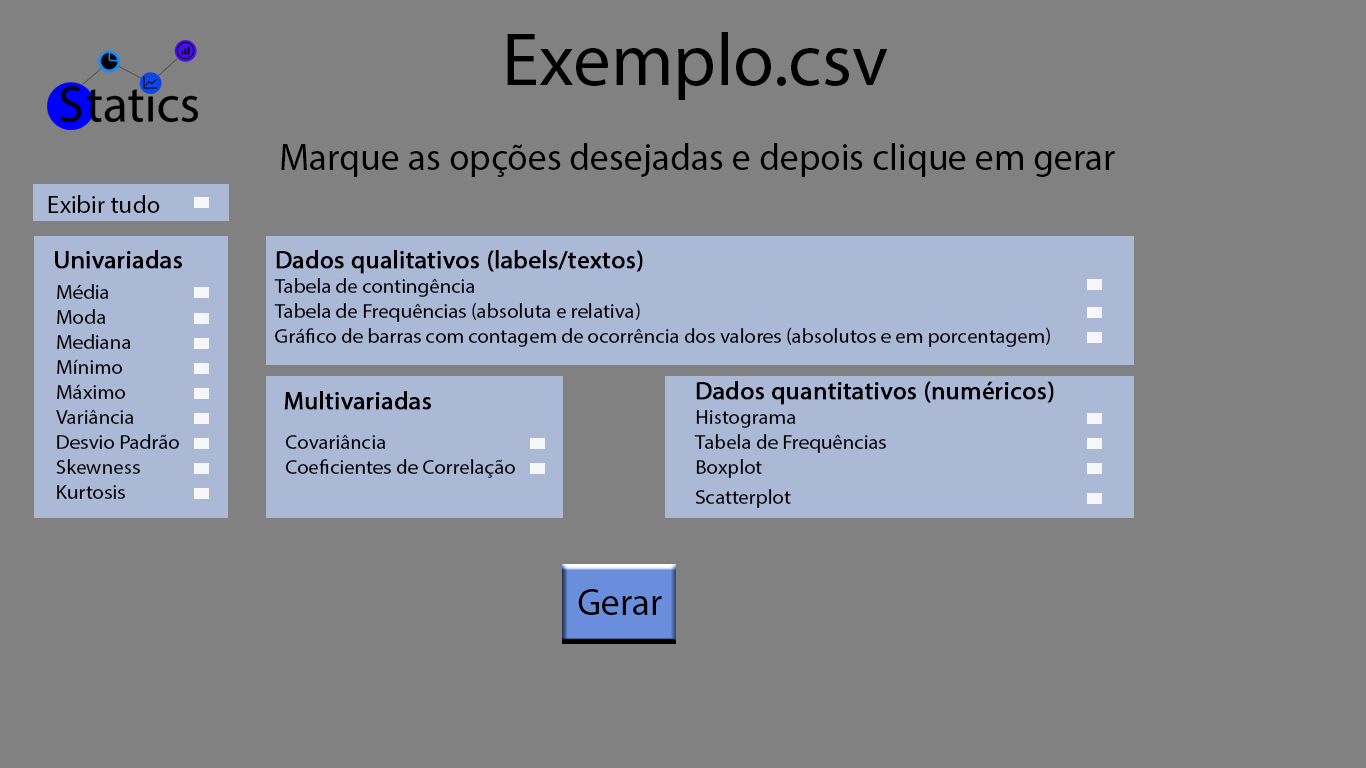 Statics
Exemplo.csv
Marque as opções desejadas e depois clique em gerar
Exibir tudo
Univariadas
Média
Moda
Mediana
Mínimo
Máximo
Variância
Desvio Padrão
Skewness
Kurtosis
Dados qualitativos (labels/textos)
Tabela de contingência
Tabela de Frequências (absoluta e relativa)
Gráfico de barras com contagem de ocorrência dos valores (absolutos e em porcentagem)
Multivariadas
Covariância
Coeficientes de Correlação
Dados quantitativos (numéricos)
Histograma
Tabela de Frequências
Boxplot
Scatterplot
Gerar